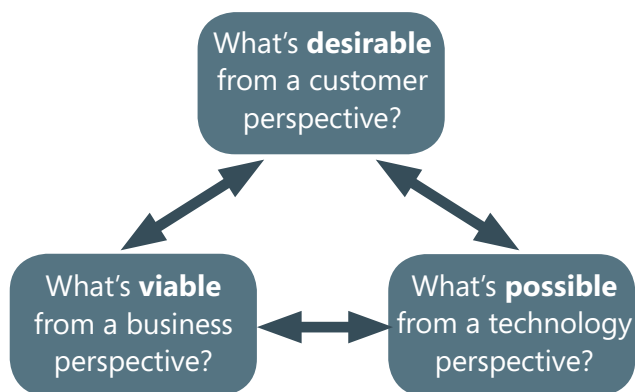 What’s desirable
from a customer
perspective?
What’s viable
from a business
perspective?
What’s possible
from a technology
perspective?